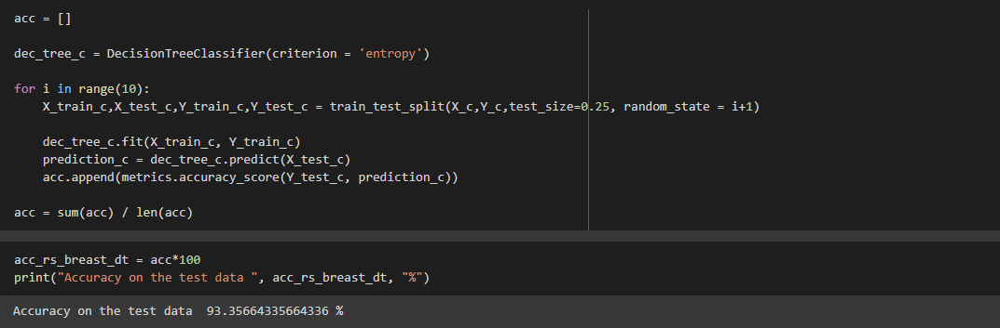 acc = []
dec_tree_c = DecisionTreeClassifier(criterion = 'entropy')
for i in range(10):
    X_train_c,X_test_c,Y_train_c,Y_test_c = train_test_split(X_c,Y_c,test_size=0.25, random_state = i+1)
    dec_tree_c.fit(X_train_c, Y_train_c)
    prediction_c = dec_tree_c.predict(X_test_c)
    acc.append(metrics.accuracy_score(Y_test_c, prediction_c))
acc = sum(acc) / len(acc)
acc_rs_breast_dt = acc*100
print("Accuracy on the test data ", acc_rs_breast_dt, "%")
Accuracy on the test data  93.35664335664336 %